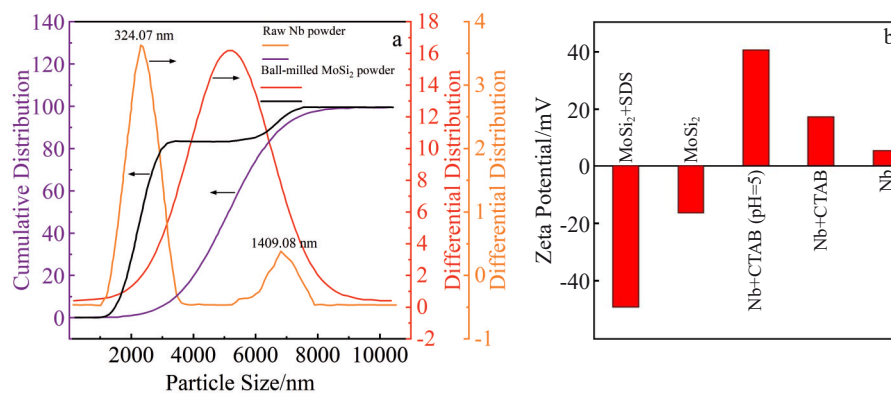 a
324.07 nm
1409.08 nm
Raw Nb powder
Ball-milled MoSi₂ powder
Cumulative Distribution
140
120
100
80
60
40
20
0
2000 4000 6000 8000 10000
Particle Size/nm
18
16
14
12
10
8
6
4
2
0
-2
Differential Distribution
4
3
2
1
0
-1
Differential Distribution
b
Zeta Potential/mV
40
20
0
-20
-40
MoSi₂+SDS
MoSi₂
Nb+CTAB (pH=5)
Nb+CTAB
Nb